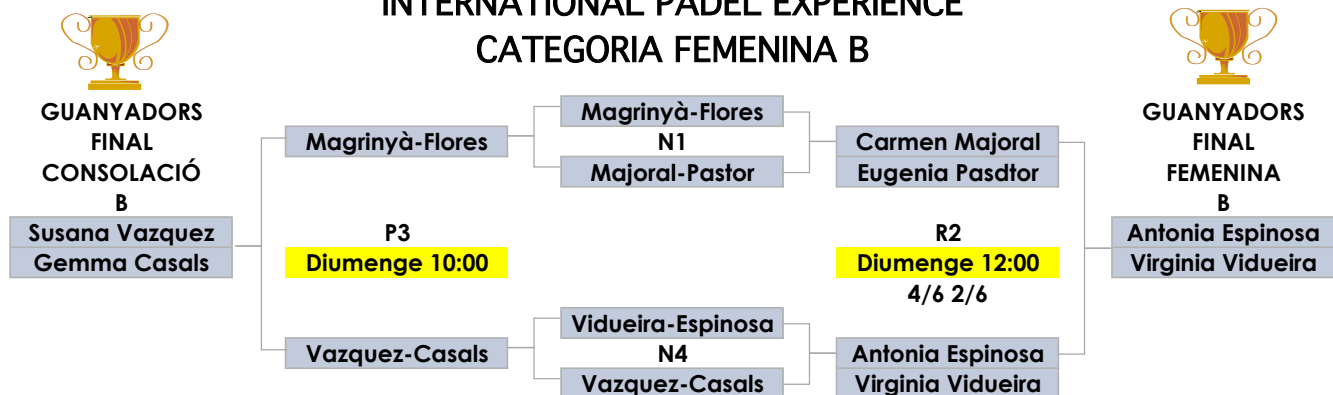 INTERNATIONAL PADEL EXPERIENCE
CATEGORIA FEMENINA B
GUANYADORS
FINAL
CONSOLACIÓ
B
Susana Vazquez
Gemma Casals
Magrinyà-Flores
P3
Diumenge 10:00
Vazquez-Casals
Magrinyà-Flores
N1
Majoral-Pastor
Vidueira-Espinosa
N4
Vazquez-Casals
Carmen Majoral
Eugenia Pasdtor
R2
Diumenge 12:00
4/6 2/6
Antonia Espinosa
Virginia Vidueira
GUANYADORS
FINAL
FEMENINA
B
Antonia Espinosa
Virginia Vidueira